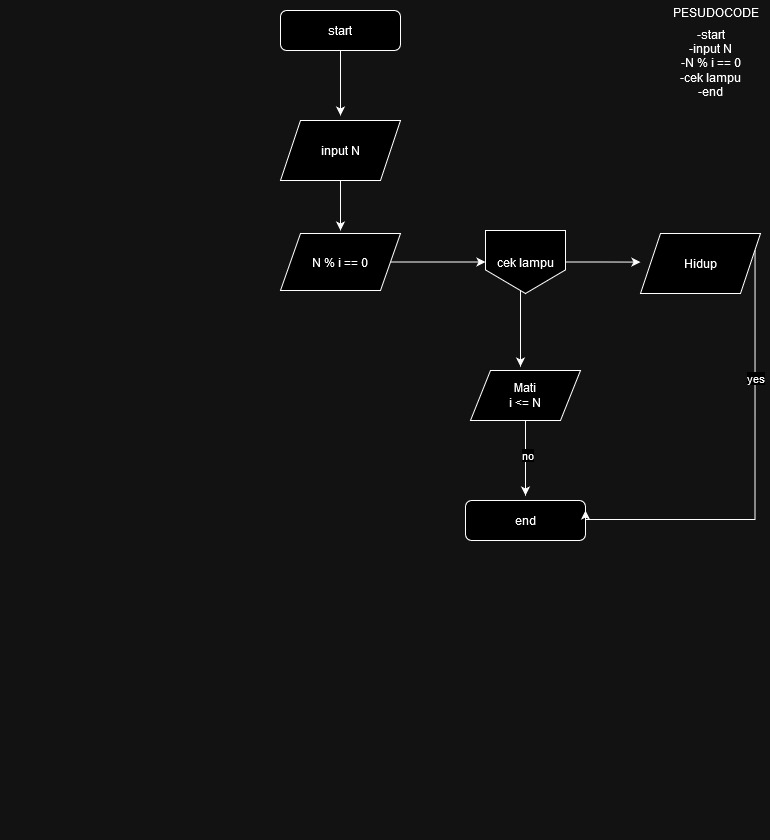 start
PESUDOCODE
-start
-input N
-N % i == 0
-cek lampu
-end
input N
N % i == 0
cek lampu
Hidup
Mati
i <= N
yes
no
end